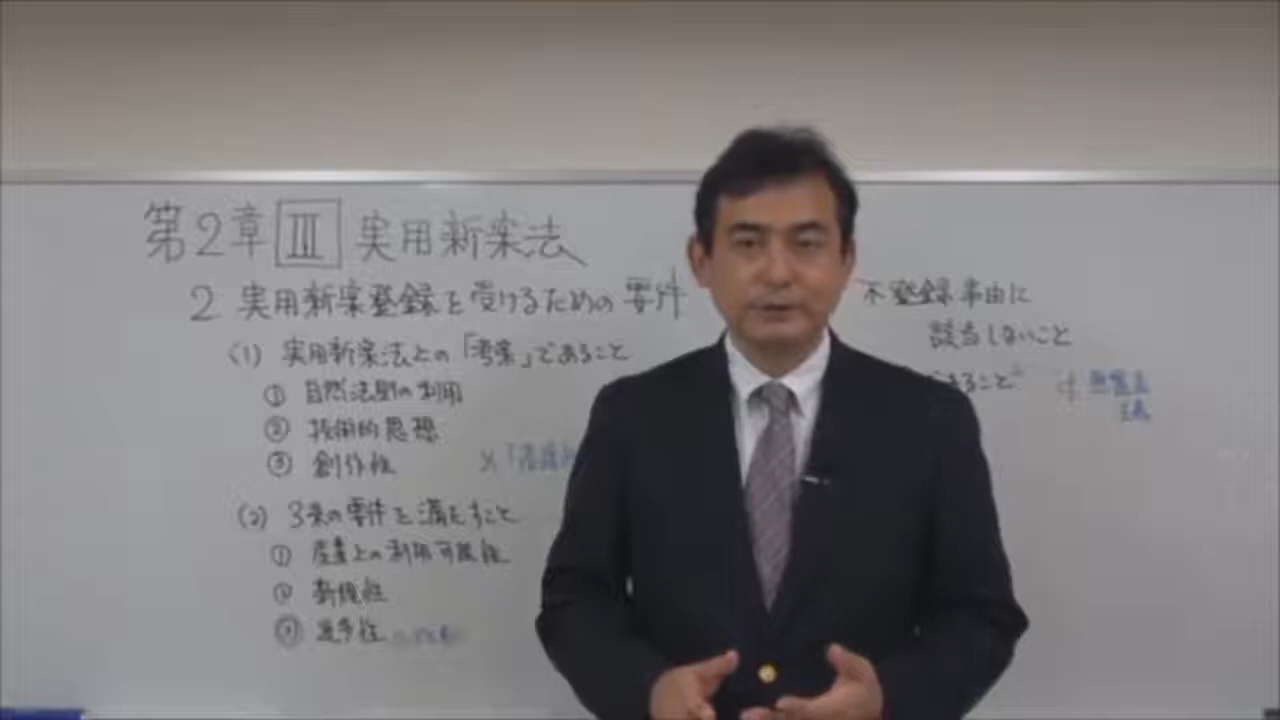 第2章 Ⅲ 実用新案法
2 実用新案登録を受けるための要件
(1) 実用新案法上の「考案」であること
① 自然法則の利用
② 技術的思想
③ 創作性
(2) 3条の要件を満たすこと
① 産業上の利用可能性
② 新規性
③ 進歩性
不登録事由に
該当しないこと
あること